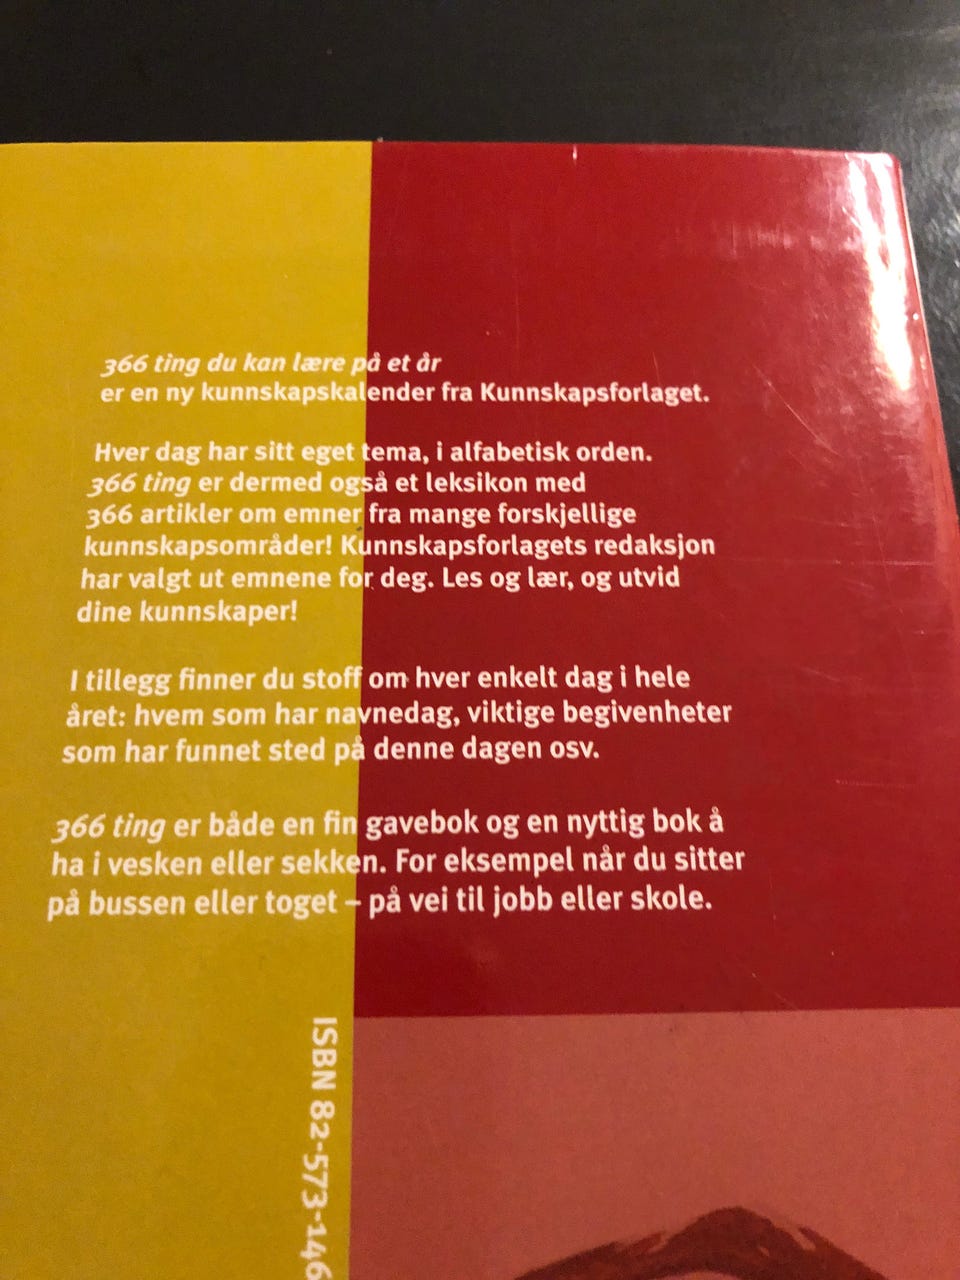 366 ting du kan lære på et år
er en ny kunnskapskalender fra Kunnskapsforlaget.
Hver dag har sitt eget tema, i alfabetisk orden.
366 ting er dermed også et leksikon med
366 artikler om emner fra mange forskjellige
kunnskapsområder! Kunnskapsforlagets redaksjon
har valgt ut emnene for deg. Les og lær, og utvid
dine kunnskaper!
I tillegg finner du stoff om hver enkelt dag i hele
året: hvem som har navnedag, viktige begivenheter
som har funnet sted på denne dagen osv.
366 ting er både en fin gavebok og en nyttig bok å
ha i vesken eller sekken. For eksempel når du sitter
på bussen eller toget – på vei til jobb eller skole.
ISBN 82-573-146